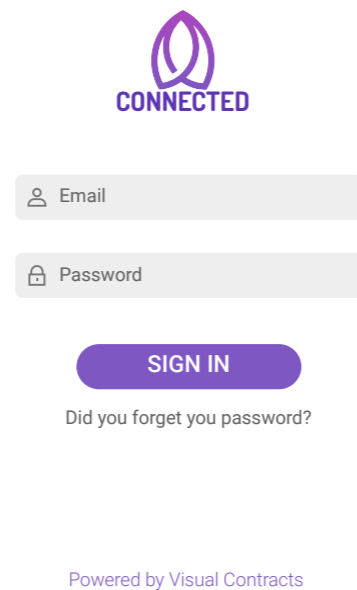 CONNECTED
Email
Password
SIGN IN
Did you forget you password?
Powered by Visual Contracts